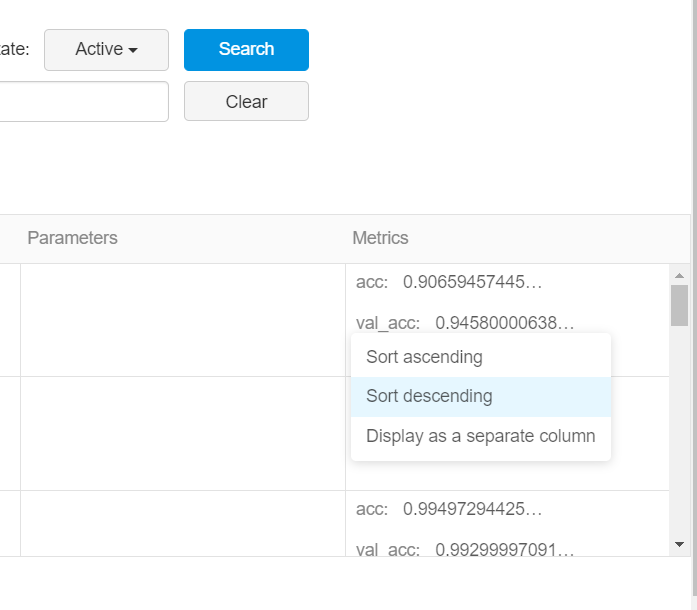 ate: Active Search
Clear
Parameters Metrics
acc: 0.90659457445...
val_acc: 0.94580000638...
Sort ascending
Sort descending
Display as a separate column
acc: 0.99497294425...
val_acc: 0.99299997091...